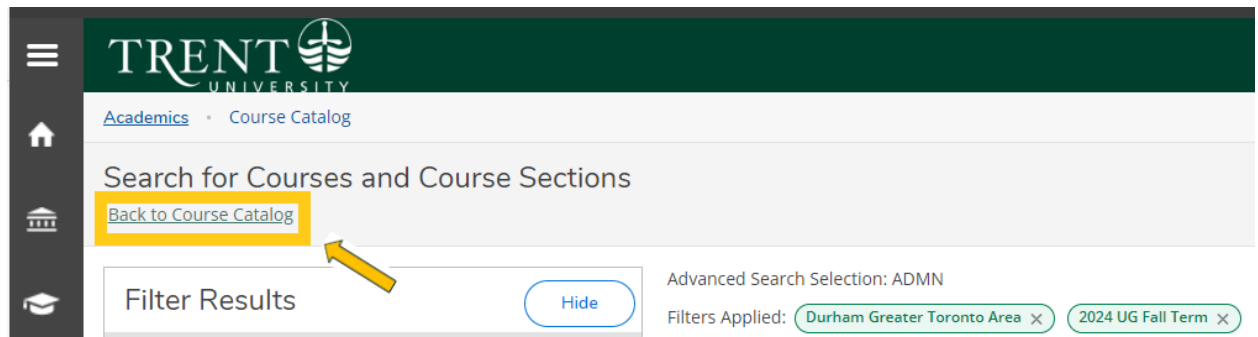 TRENT
UNIVERSITY
Academics · Course Catalog
Search for Courses and Course Sections
Back to Course Catalog
Filter Results
Hide
Advanced Search Selection: ADMN
Filters Applied: Durham Greater Toronto Area × 2024 UG Fall Term ×